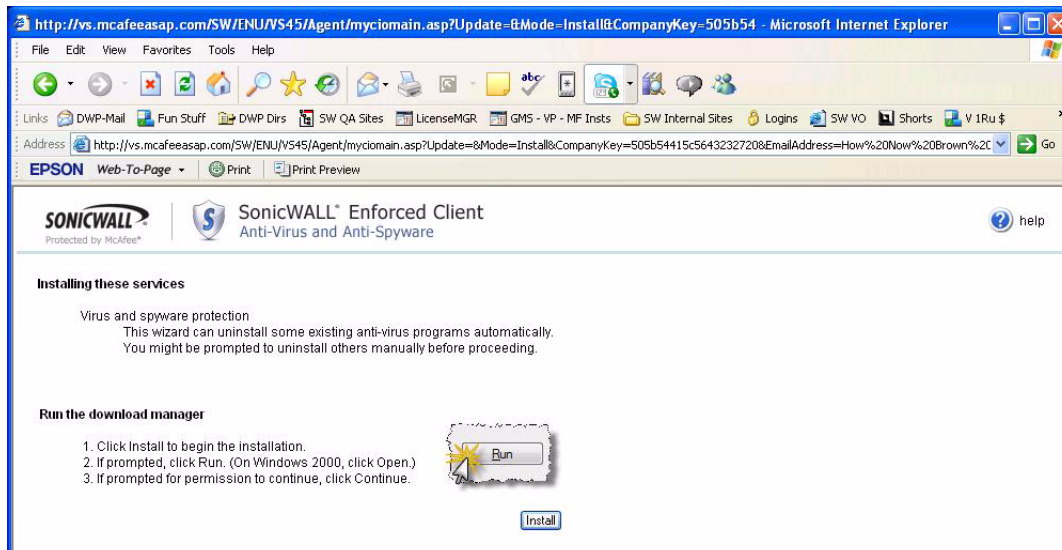 http://vs.mcafeeasap.com/SW/ENU/VS45/Agent/myciomain.asp?Update=&Mode=Install&CompanyKey=505b54 - Microsoft Internet Explorer
File Edit View Favorites Tools Help
Links DWP-Mail Fun Stuff DWP Dirs SW QA Sites LicenseMGR GMS - VP - MF Insts SW Internal Sites Logins SW VO Shorts V 1Ru $
Address http://vs.mcafeeasap.com/SW/ENU/VS45/Agent/myciomain.asp?Update=&Mode=Install&CompanyKey=505b54415c5643232720&EmailAddress=How%20Now%20Brown%2C Go
EPSON Web-To-Page Print Print Preview
SONICWALL
Protected by McAfee®
SonicWALL® Enforced Client
Anti-Virus and Anti-Spyware
help
Installing these services
Virus and spyware protection
This wizard can uninstall some existing anti-virus programs automatically.
You might be prompted to uninstall others manually before proceeding.
Run the download manager
1. Click Install to begin the installation.
2. If prompted, click Run. (On Windows 2000, click Open.)
3. If prompted for permission to continue, click Continue.
Run
Install